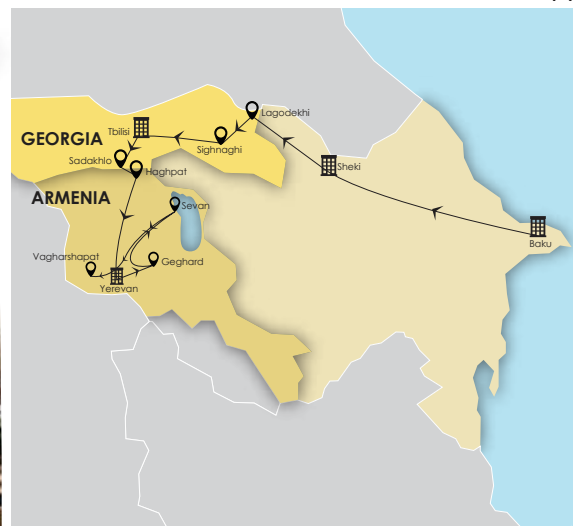 Lagodekhi
Tbilisi
GEORGIA
Sighnaghi
Sadakhlo
Sheki
Haghpat
ARMENIA
Sevan
Baku
Vagharshapat
Geghard
Yerevan